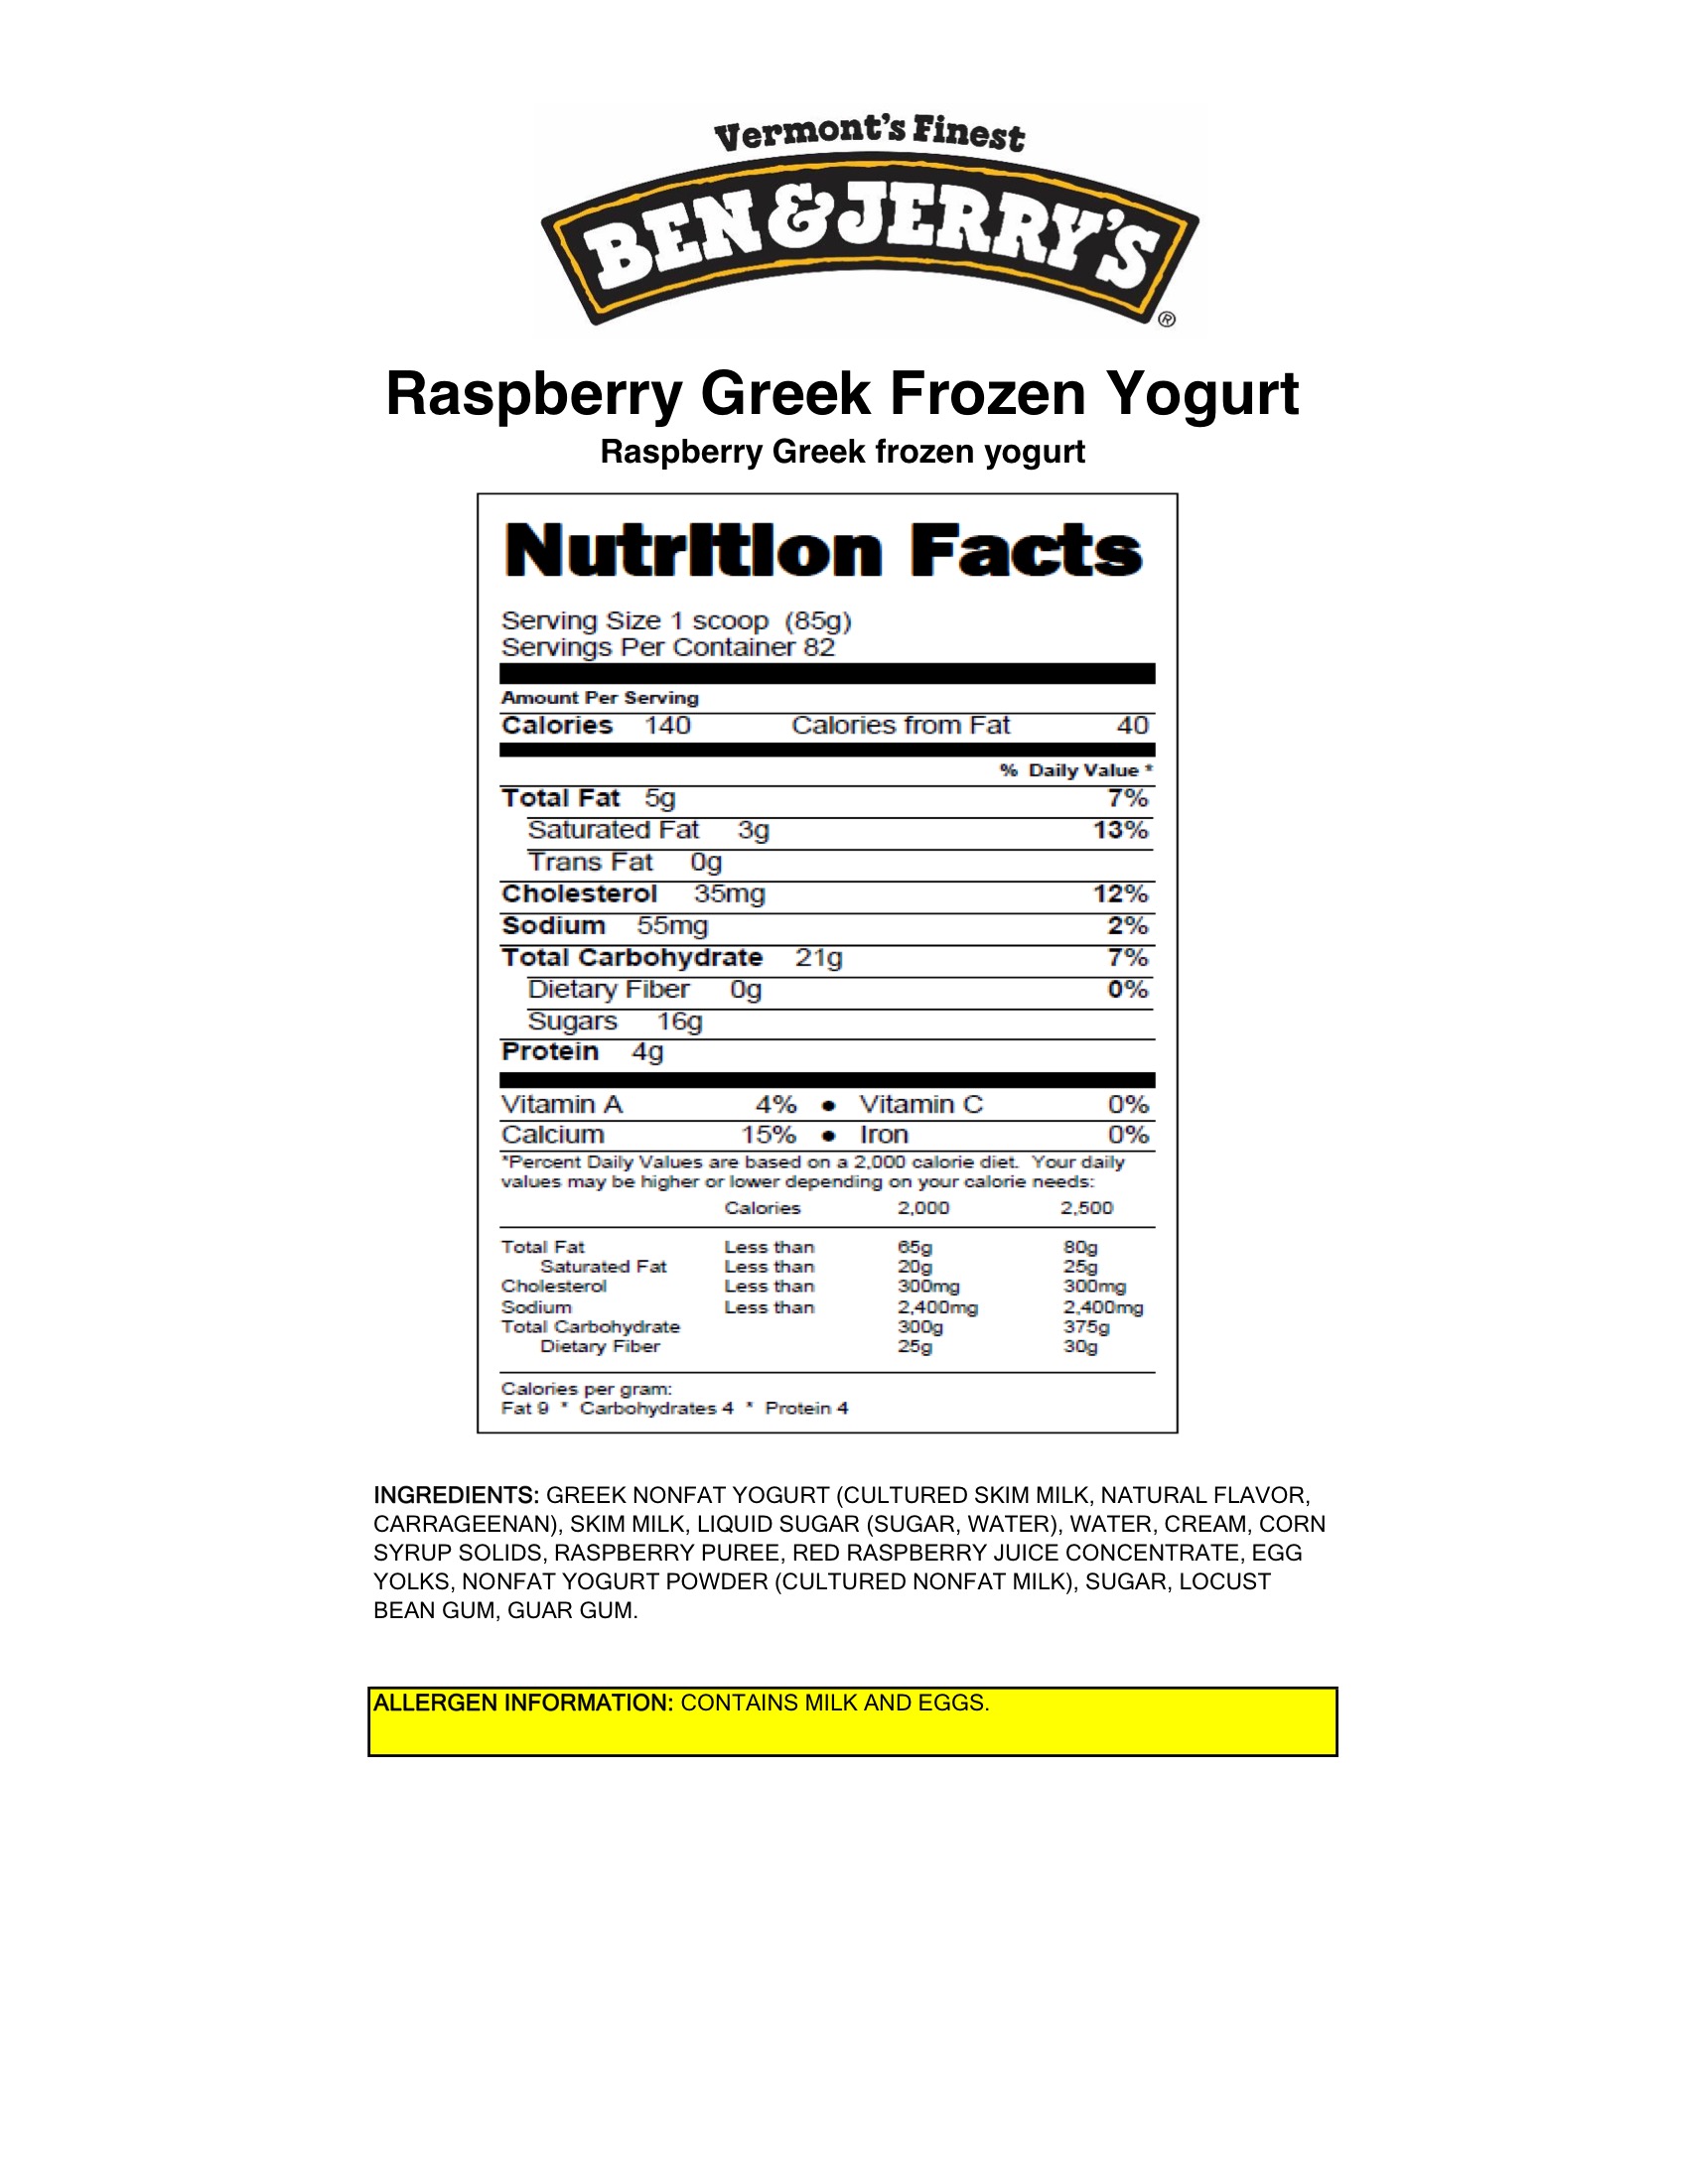 Vermont's Finest
BEN & JERRY'S ®
Raspberry Greek Frozen Yogurt
Raspberry Greek frozen yogurt
Nutrition Facts
Serving Size 1 scoop (85g)
Servings Per Container 82
Amount Per Serving
Calories 140 Calories from Fat 40
% Daily Value *
Total Fat 5g 7%
Saturated Fat 3g 13%
Trans Fat 0g
Cholesterol 35mg 12%
Sodium 55mg 2%
Total Carbohydrate 21g 7%
Dietary Fiber 0g 0%
Sugars 16g
Protein 4g
Vitamin A 4% • Vitamin C 0%
Calcium 15% • Iron 0%
*Percent Daily Values are based on a 2,000 calorie diet. Your daily
values may be higher or lower depending on your calorie needs:
Calories 2,000 2,500
Total Fat Less than 65g 80g
Saturated Fat Less than 20g 25g
Cholesterol Less than 300mg 300mg
Sodium Less than 2,400mg 2,400mg
Total Carbohydrate 300g 375g
Dietary Fiber 25g 30g
Calories per gram:
Fat 9 * Carbohydrates 4 * Protein 4
INGREDIENTS: GREEK NONFAT YOGURT (CULTURED SKIM MILK, NATURAL FLAVOR,
CARRAGEENAN), SKIM MILK, LIQUID SUGAR (SUGAR, WATER), WATER, CREAM, CORN
SYRUP SOLIDS, RASPBERRY PUREE, RED RASPBERRY JUICE CONCENTRATE, EGG
YOLKS, NONFAT YOGURT POWDER (CULTURED NONFAT MILK), SUGAR, LOCUST
BEAN GUM, GUAR GUM.
ALLERGEN INFORMATION: CONTAINS MILK AND EGGS.